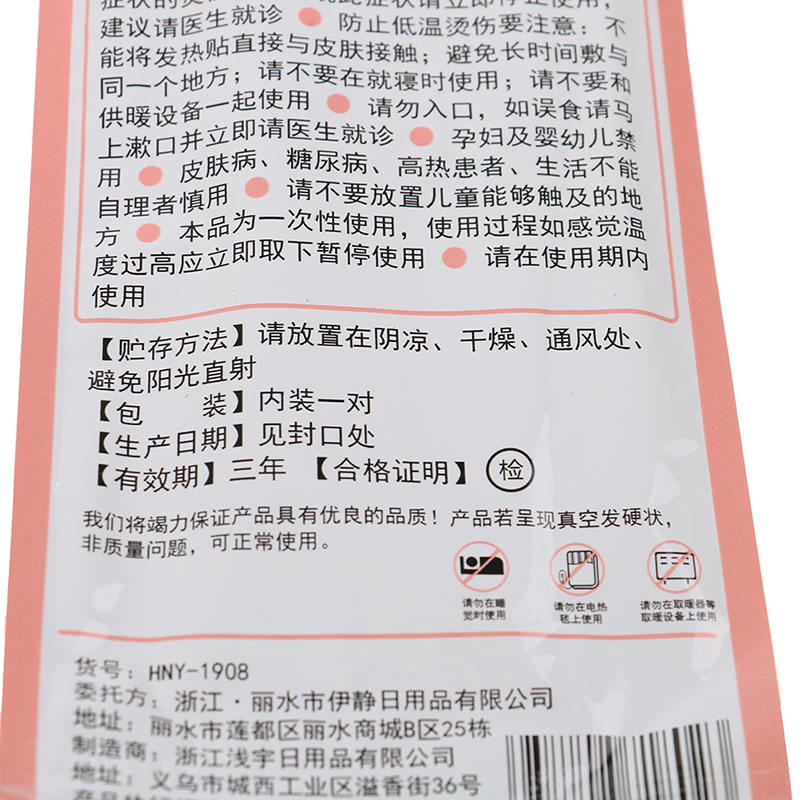 建议请医生就诊 ● 防止低温烫伤要注意：不
能将发热贴直接与皮肤接触；避免长时间敷与
同一个地方；请不要在就寝时使用；请不要和
供暖设备一起使用 ● 请勿入口，如误食请马
上漱口并立即请医生就诊 ● 孕妇及婴幼儿禁
用 ● 皮肤病、糖尿病、高热患者、生活不能
自理者慎用 ● 请不要放置儿童能够触及的地
方 ● 本品为一次性使用，使用过程如感觉温
度过高应立即取下暂停使用 ● 请在使用期内
使用
【贮存方法】请放置在阴凉、干燥、通风处、
避免阳光直射
【包 装】内装一对
【生产日期】见封口处
【有效期】三年 【合格证明】 检
我们将竭力保证产品具有优良的品质！产品若呈现真空发硬状，
非质量问题，可正常使用。
请勿在睡
觉时使用
请勿在电热
毯上使用
请勿在取暖器等
取暖设备上使用
货号：HNY-1908
委托方：浙江·丽水市伊静日用品有限公司
地址：丽水市莲都区丽水商城B区25栋
制造商：浙江浅宇日用品有限公司
地址：义乌市城西工业区溢香街36号